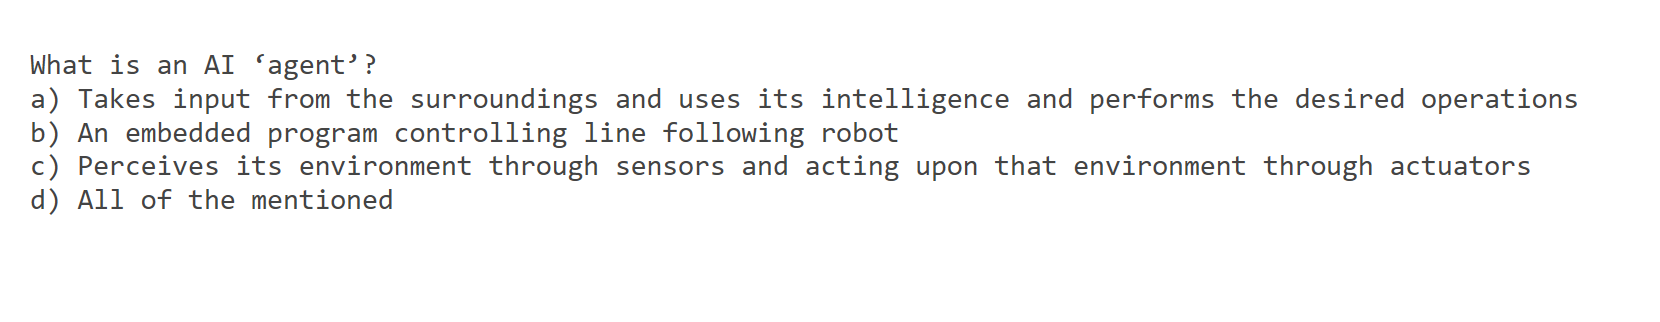 What is an AI ‘agent’?
a) Takes input from the surroundings and uses its intelligence and performs the desired operations
b) An embedded program controlling line following robot
c) Perceives its environment through sensors and acting upon that environment through actuators
d) All of the mentioned